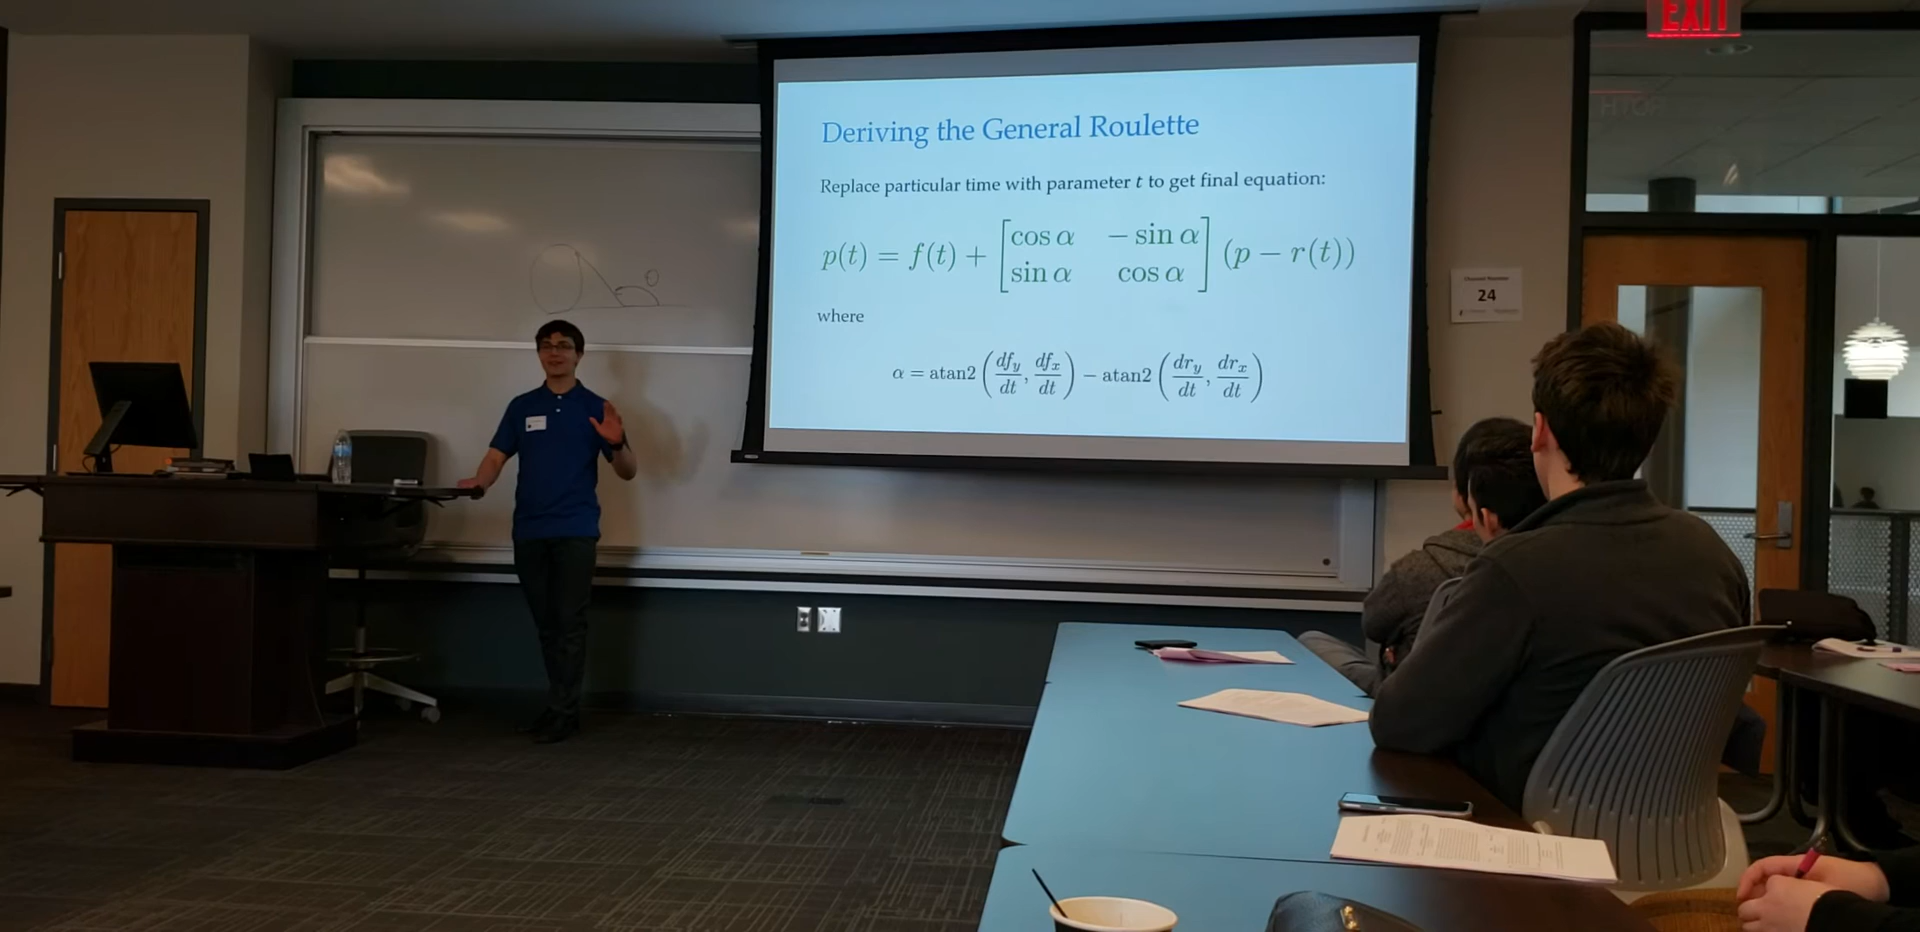 EXIT
Deriving the General Roulette
Replace particular time with parameter t to get final equation:
p(t) = f(t) + [cos α − sin α; sin α cos α] (p − r(t))
where
α = atan2 (df_y/dt, df_x/dt) − atan2 (dr_y/dt, dr_x/dt)
24